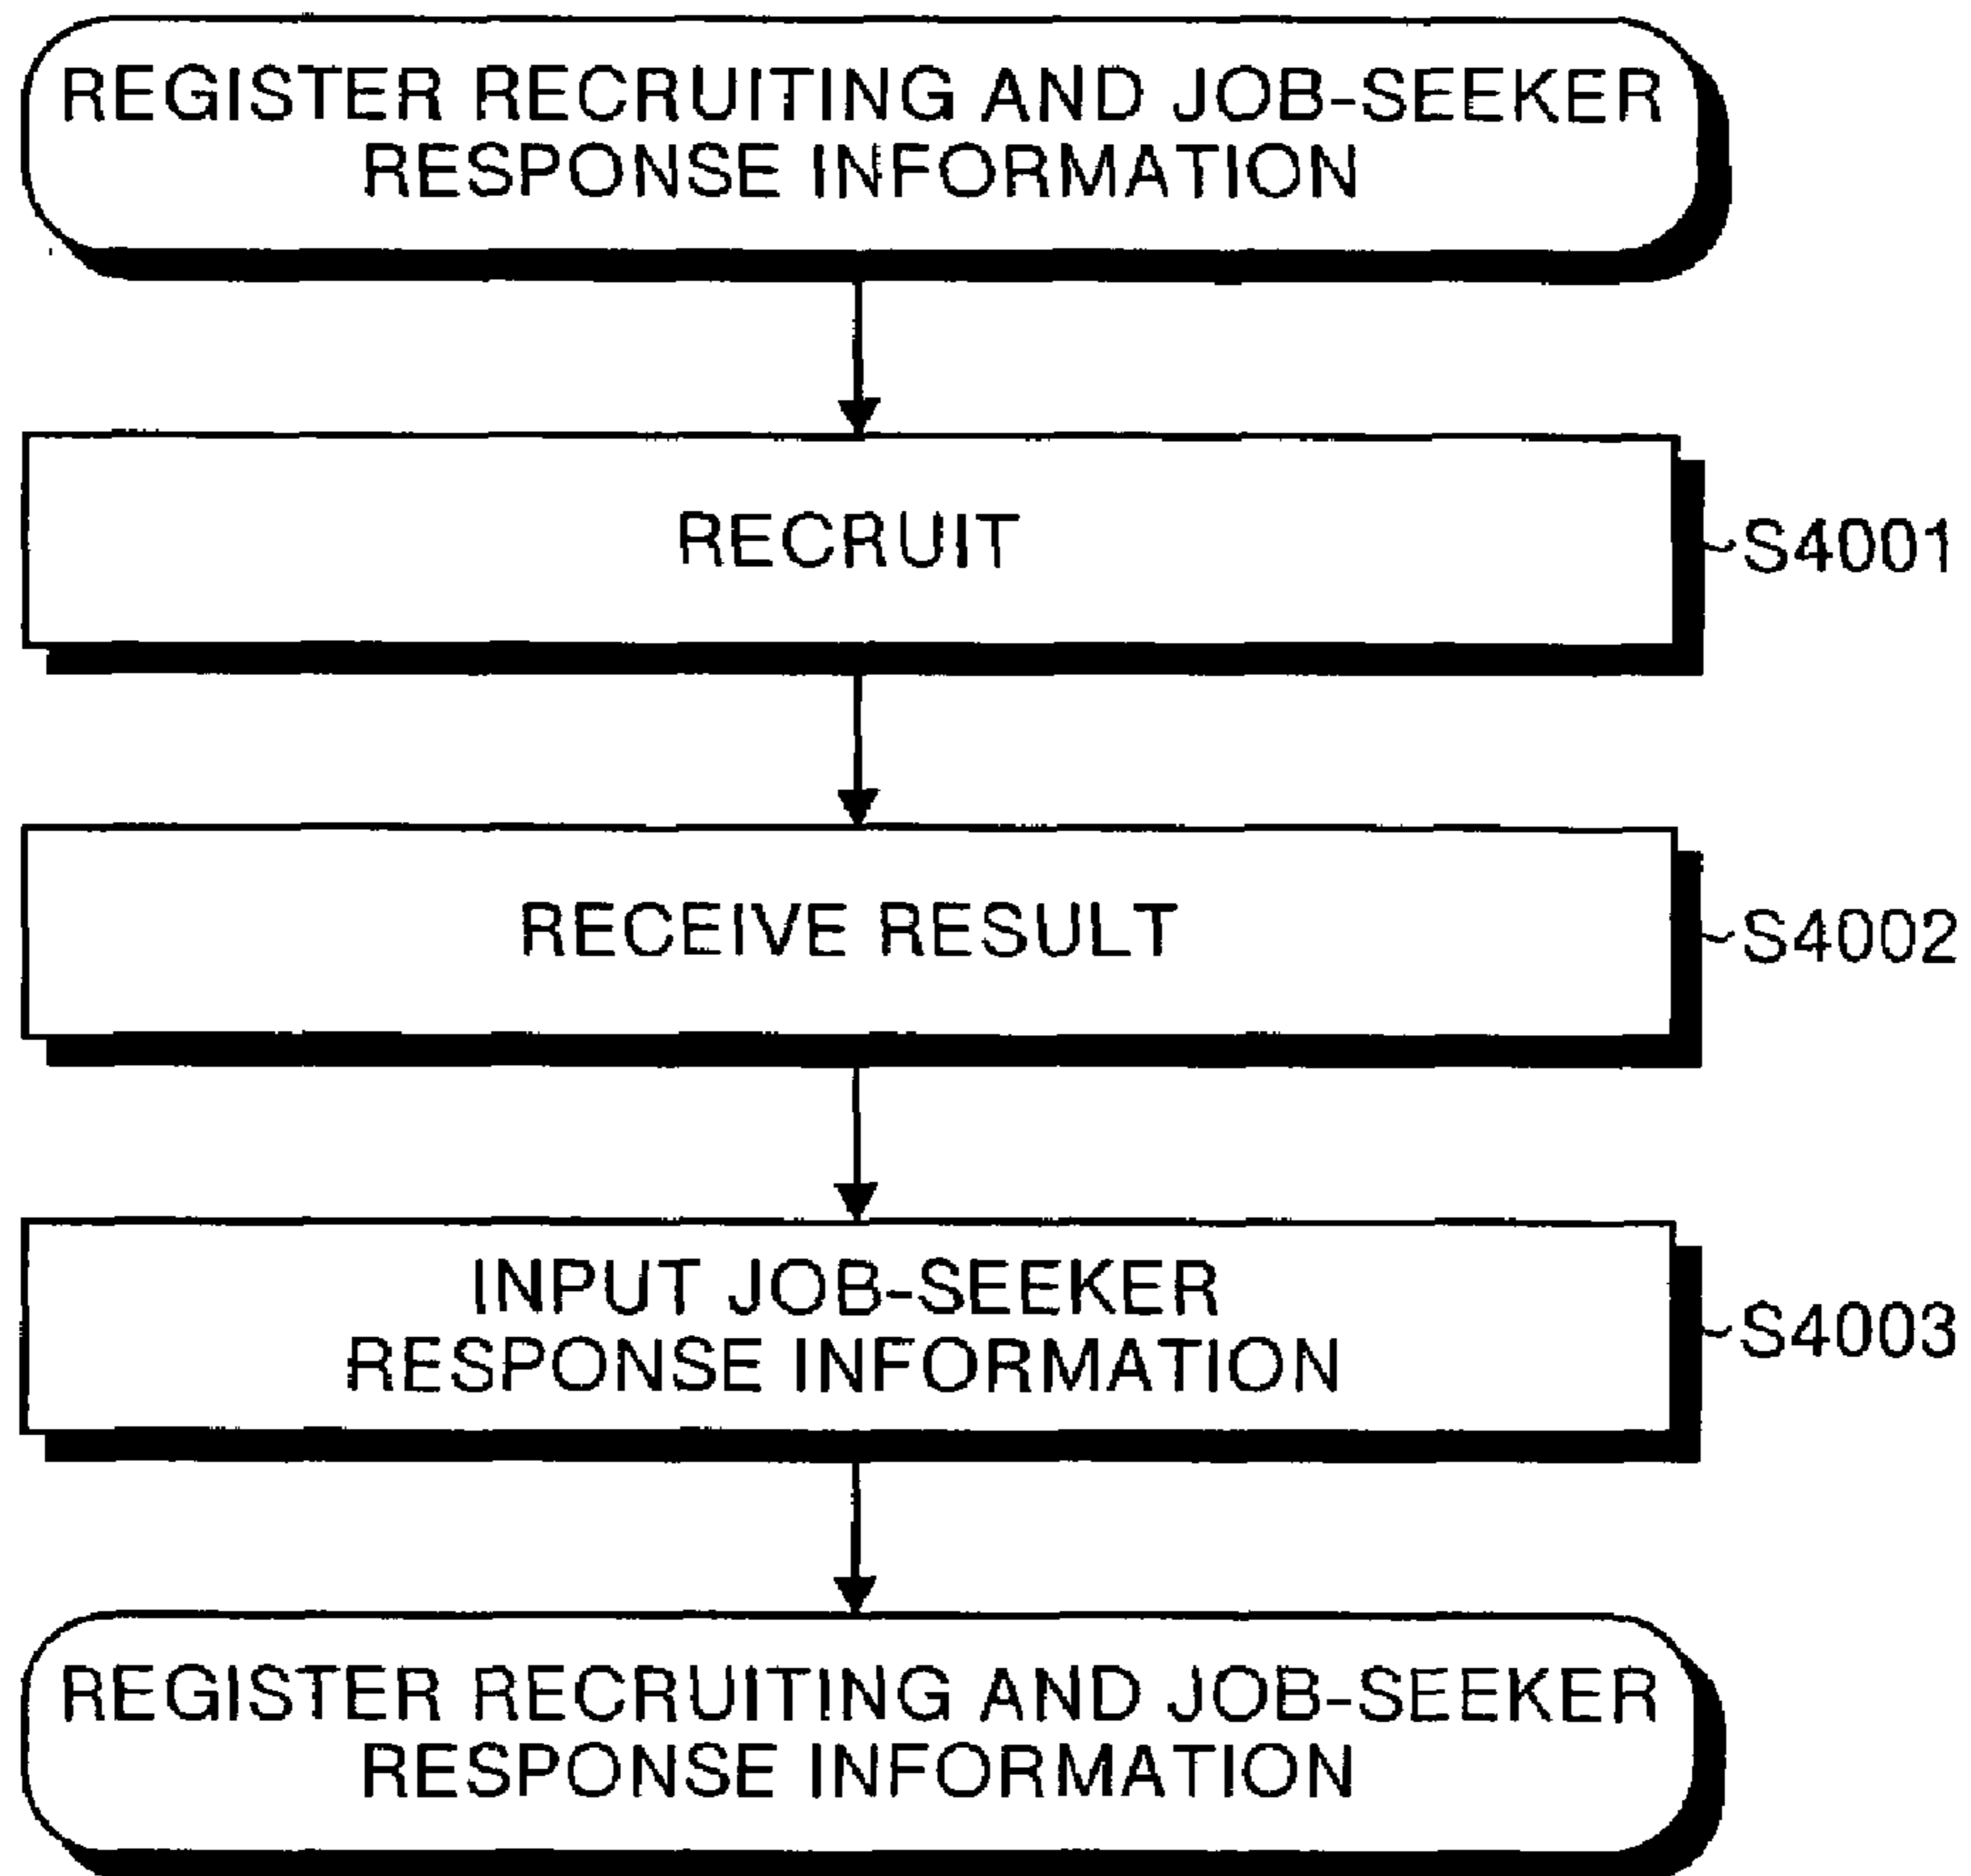 REGISTER RECRUITING AND JOB-SEEKER
RESPONSE INFORMATION
RECRUIT
S4001
RECEIVE RESULT
S4002
INPUT JOB-SEEKER
RESPONSE INFORMATION
S4003
REGISTER RECRUITING AND JOB-SEEKER
RESPONSE INFORMATION